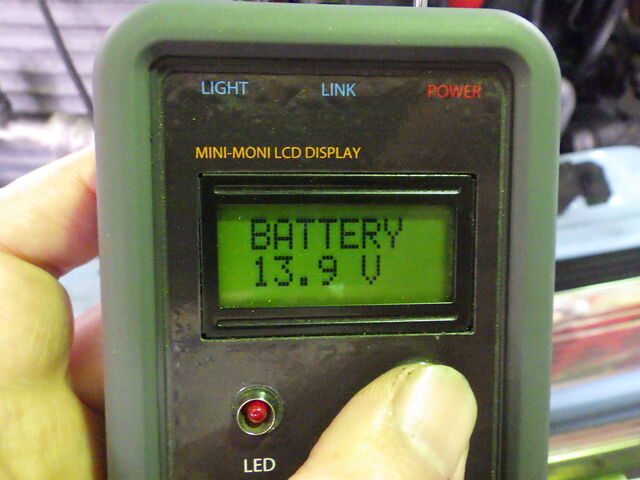 LIGHT LINK POWER
MINI-MONI LCD DISPLAY
BATTERY
13.9 V
LED